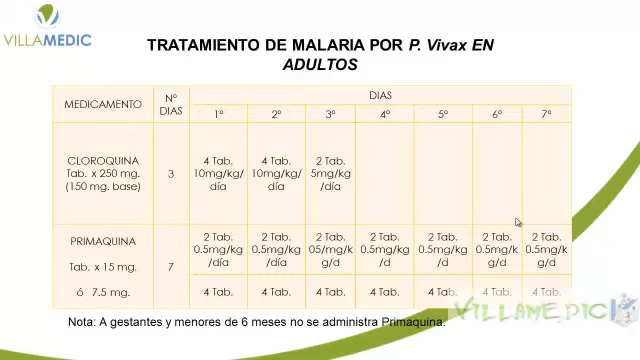 VILLAMEDIC
TRATAMIENTO DE MALARIA POR P. Vivax EN
ADULTOS
MEDICAMENTO
Nº
DIAS
DIAS
1º 2º 3º 4º 5º 6º 7º
CLOROQUINA
Tab. x 250 mg.
(150 mg. base)
3
4 Tab.
10mg/kg/
día
4 Tab.
10mg/kg/
día
2 Tab.
5mg/kg
/día
PRIMAQUINA
Tab. x 15 mg.
ó 7.5 mg.
7
2 Tab.
0.5mg/kg
/día
2 Tab.
0.5mg/kg
/día
2 Tab.
05/mg/k
g/d
2 Tab.
0.5mg/k
g/d
2 Tab.
0.5mg/k
g/d
2 Tab.
0.5mg/k
g/d
2 Tab.
0.5mg/k
g/d
4 Tab. 4 Tab. 4 Tab. 4 Tab. 4 Tab. 4 Tab. 4 Tab.
Nota: A gestantes y menores de 6 meses no se administra Primaquina.
VILLAMEDIC